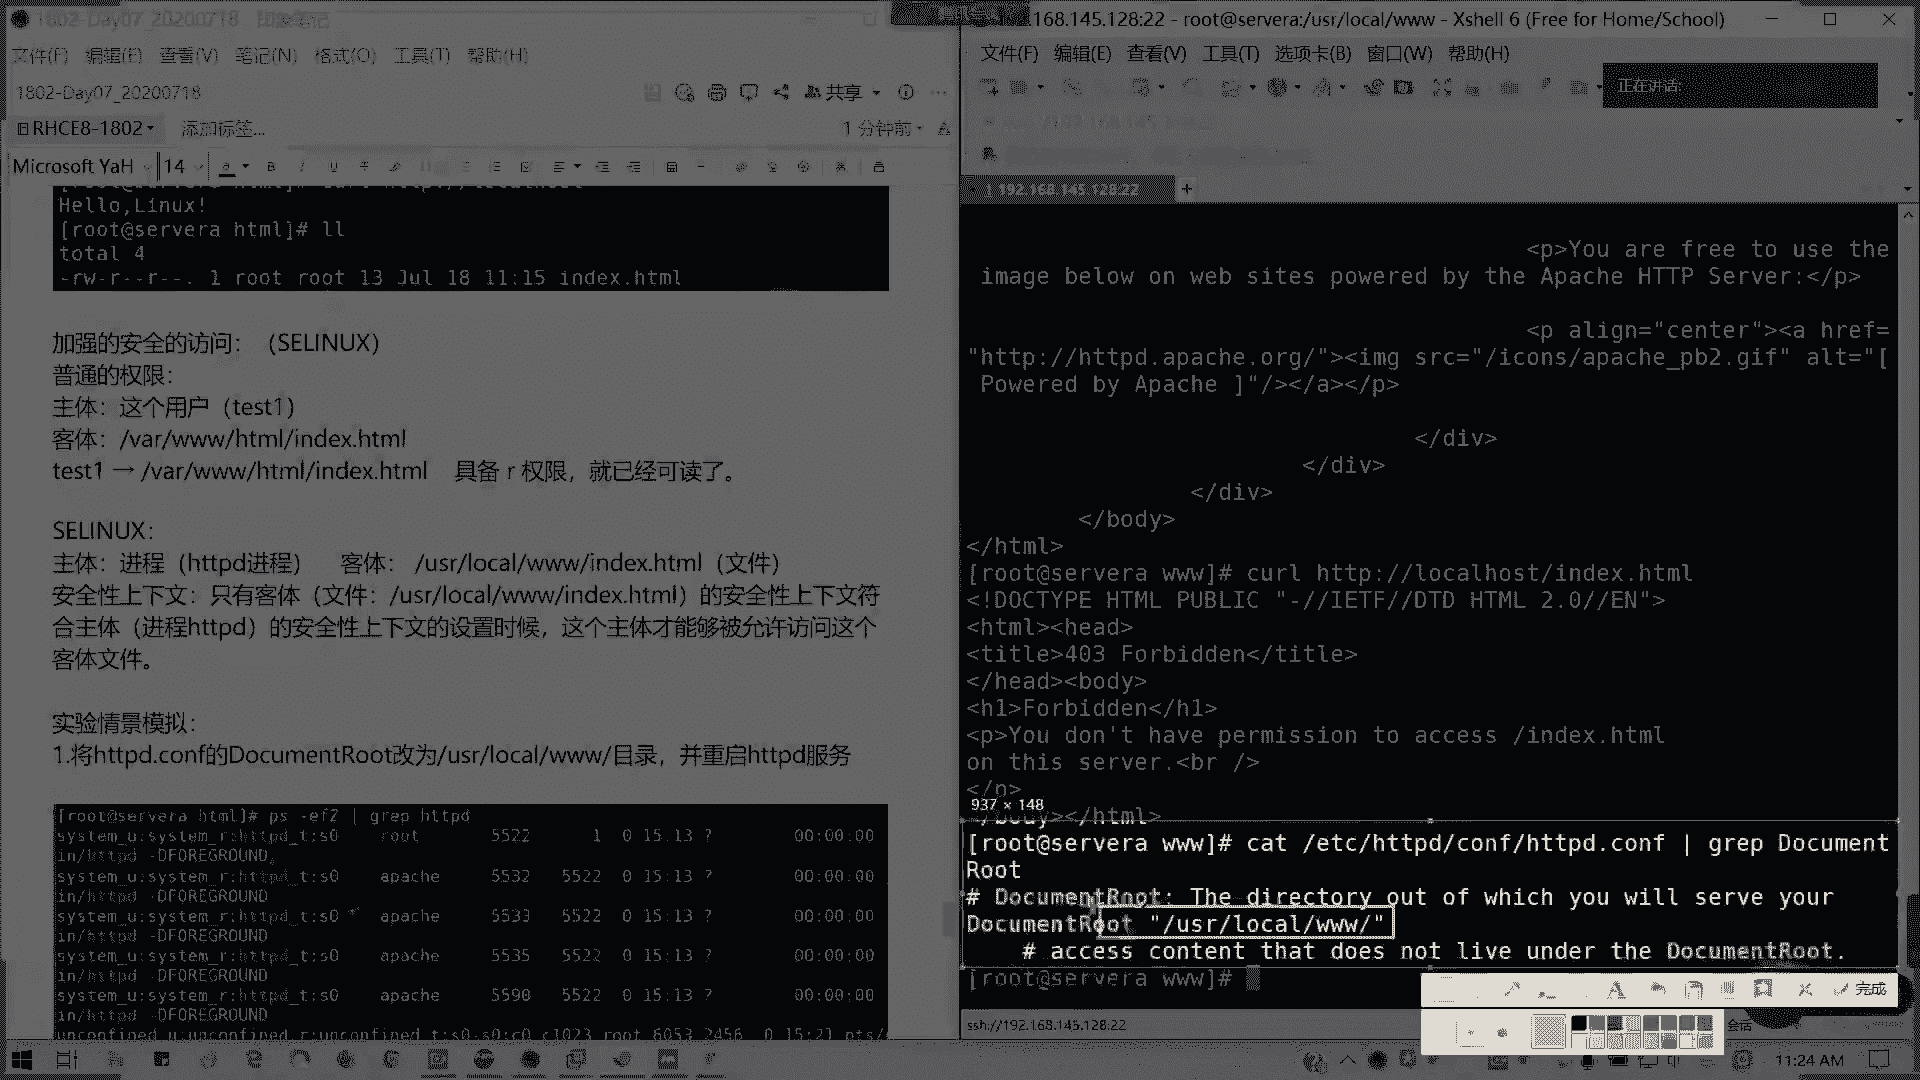 1802-Day07_20200718 - 印象笔记
文件(F) 编辑(E) 查看(V) 笔记(N) 格式(O) 工具(T) 帮助(H)
1802-Day07_20200718
共享
RHCE8-1802
添加标签...
1 分钟前
Microsoft YaH 14
Hello,Linux!
[root@servera html]# ll
total 4
-rw-r--r--. 1 root root 13 Jul 18 11:15 index.html
加强的安全的访问：（SELINUX）
普通的权限：
主体：这个用户（test1）
客体：/var/www/html/index.html
test1 → /var/www/html/index.html 具备 r 权限，就已经可读了。
SELINUX：
主体：进程（httpd进程） 客体： /usr/local/www/index.html（文件）
安全性上下文：只有客体（文件：/usr/local/www/index.html）的安全性上下文符
合主体（进程httpd）的安全性上下文的设置时候，这个主体才能够被允许访问这个
客体文件。
实验情景模拟：
1.将httpd.conf的DocumentRoot改为/usr/local/www/目录，并重启httpd服务
[root@servera html]# ps -efZ | grep httpd
system_u:system_r:httpd_t:s0 root 5522 1 0 15:13 ? 00:00:00
in/httpd -DFOREGROUND
system_u:system_r:httpd_t:s0 apache 5532 5522 0 15:13 ? 00:00:00
in/httpd -DFOREGROUND
system_u:system_r:httpd_t:s0 apache 5533 5522 0 15:13 ? 00:00:00
in/httpd -DFOREGROUND
system_u:system_r:httpd_t:s0 apache 5535 5522 0 15:13 ? 00:00:00
in/httpd -DFOREGROUND
system_u:system_r:httpd_t:s0 apache 5590 5522 0 15:13 ? 00:00:00
in/httpd -DFOREGROUND
unconfined_u:unconfined_r:unconfined_t:s0-s0:c0.c1023 root 6053 2456 0 15:21 pts/
.168.145.128:22 - root@servera:/usr/local/www - Xshell 6 (Free for Home/School)
文件(F) 编辑(E) 查看(V) 工具(T) 选项卡(B) 窗口(W) 帮助(H)
正在讲话:
1 192.168.145.128:22
<p>You are free to use the
image below on web sites powered by the Apache HTTP Server:</p>
<p align="center"><a href=
"http://httpd.apache.org/"><img src="/icons/apache_pb2.gif" alt="[
Powered by Apache ]"/></a></p>
</div>
</div>
</div>
</body>
</html>
[root@servera www]# curl http://localhost/index.html
<!DOCTYPE HTML PUBLIC "-//IETF//DTD HTML 2.0//EN">
<html><head>
<title>403 Forbidden</title>
</head><body>
<h1>Forbidden</h1>
<p>You don't have permission to access /index.html
on this server.<br />
</p>
937 × 148
</body></html>
[root@servera www]# cat /etc/httpd/conf/httpd.conf | grep Document
Root
# DocumentRoot: The directory out of which you will serve your
DocumentRoot "/usr/local/www/"
# access content that does not live under the DocumentRoot.
[root@servera www]#
完成
ssh://192.168.145.128:22
会话
11:24 AM